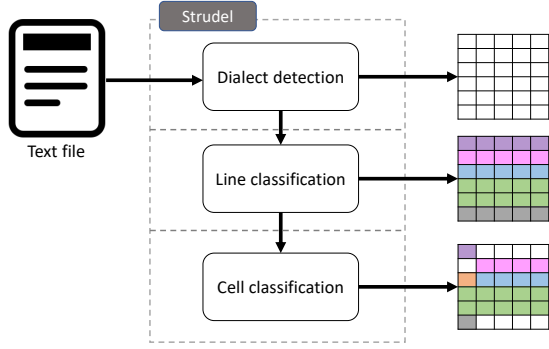 Strudel
Dialect detection
Text file
Line classification
Cell classification